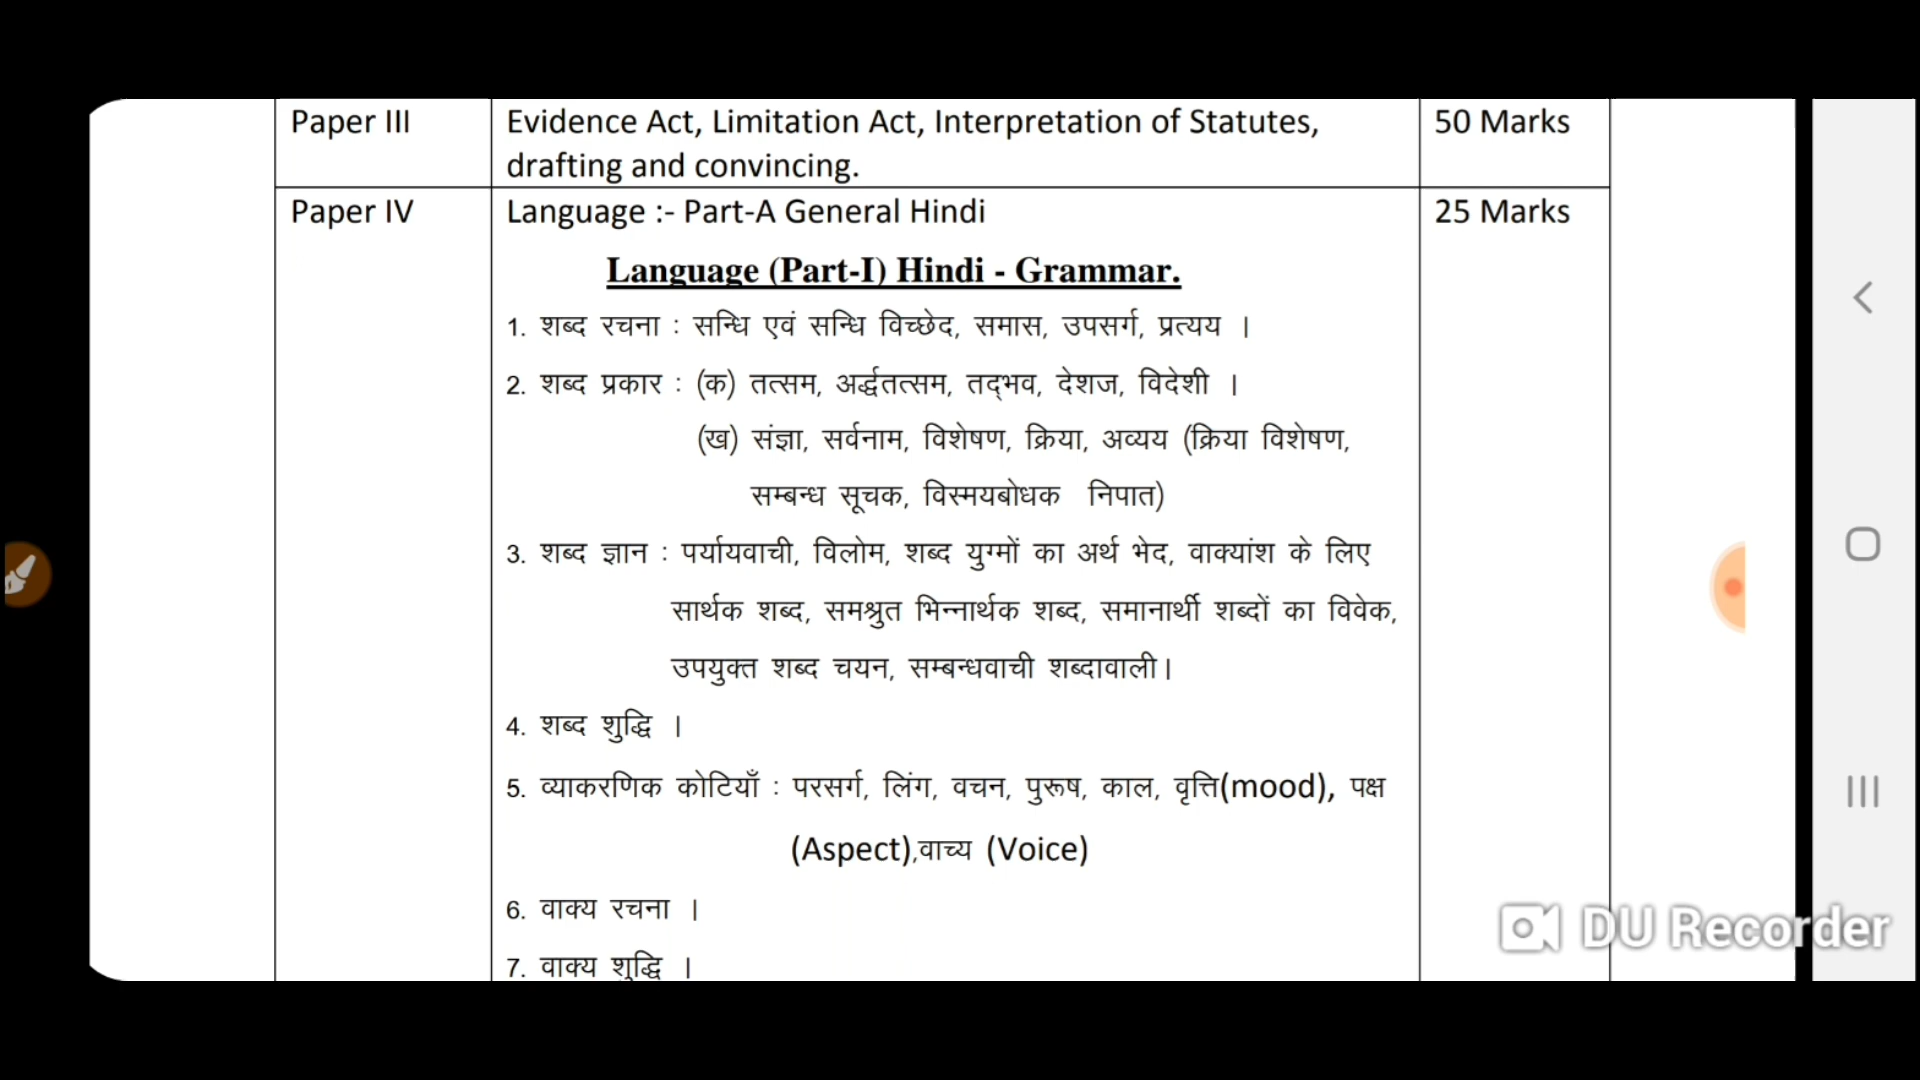 Paper III
Evidence Act, Limitation Act, Interpretation of Statutes,
50 Marks
drafting and convincing.
Paper IV
Language :- Part-A General Hindi
25 Marks
Language (Part-I) Hindi - Grammar.
1. शब्द रचना : सन्धि एवं सन्धि विच्छेद, समास, उपसर्ग, प्रत्यय ।
2. शब्द प्रकार : (क) तत्सम, अर्द्धतत्सम, तद्भव, देशज, विदेशी ।
(ख) संज्ञा, सर्वनाम, विशेषण, क्रिया, अव्यय (क्रिया विशेषण,
सम्बन्ध सूचक, विस्मयबोधक निपात)
3. शब्द ज्ञान : पर्यायवाची, विलोम, शब्द युग्मों का अर्थ भेद, वाक्यांश के लिए
सार्थक शब्द, समश्रुत भिन्नार्थक शब्द, समानार्थी शब्दों का विवेक,
उपयुक्त शब्द चयन, सम्बन्धवाची शब्दावाली।
4. शब्द शुद्धि ।
5. व्याकरणिक कोटियाँ : परसर्ग, लिंग, वचन, पुरूष, काल, वृत्ति(mood), पक्ष
(Aspect),वाच्य (Voice)
6. वाक्य रचना ।
7. वाक्य शुद्धि ।
DU Recorder